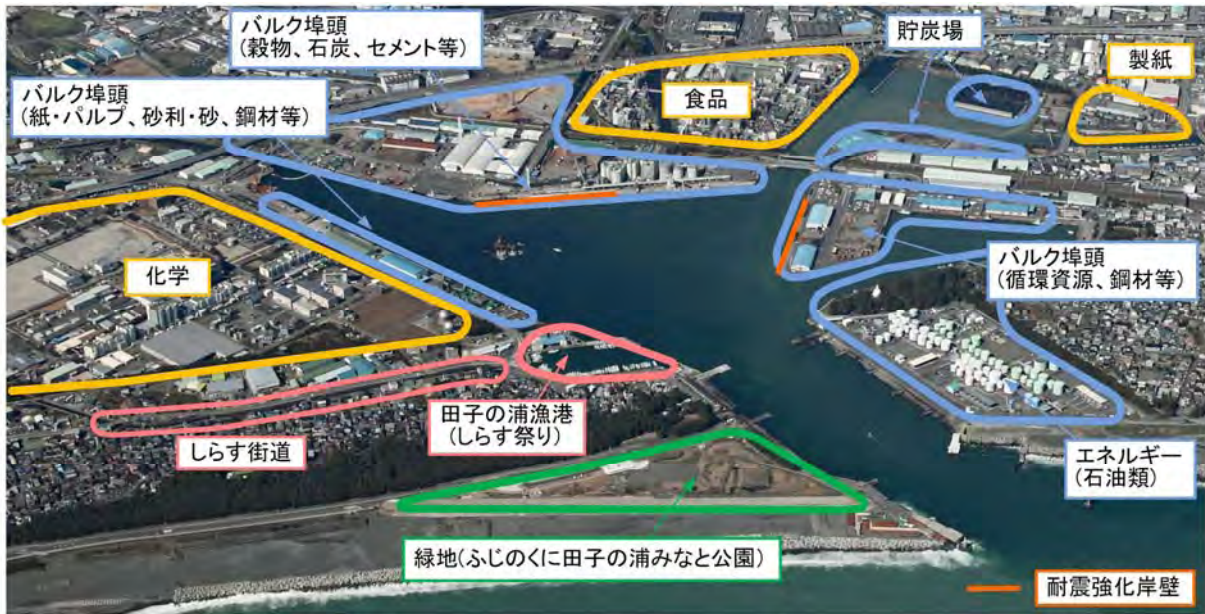 バルク埠頭
(穀物、石炭、セメント等)
貯炭場
製紙
バルク埠頭
(紙・パルプ、砂利・砂、鋼材等)
食品
化学
バルク埠頭
(循環資源、鋼材等)
田子の浦漁港
(しらす祭り)
しらす街道
エネルギー
(石油類)
緑地(ふじのくに田子の浦みなと公園)
耐震強化岸壁